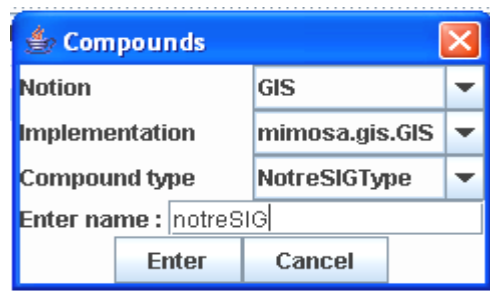 Compounds
Notion GIS
Implementation mimosa.gis.GIS
Compound type NotreSIGType
Enter name : notreSIG
Enter Cancel